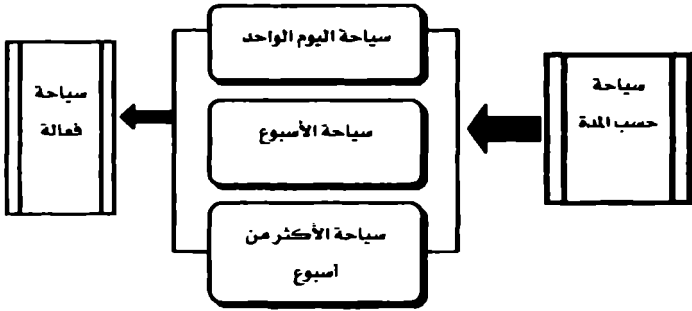 سياحة
حسب المدة
سياحة اليوم الواحد
سياحة الأسبوع
سياحة الأكثر من
أسبوع
سياحة
فعالة